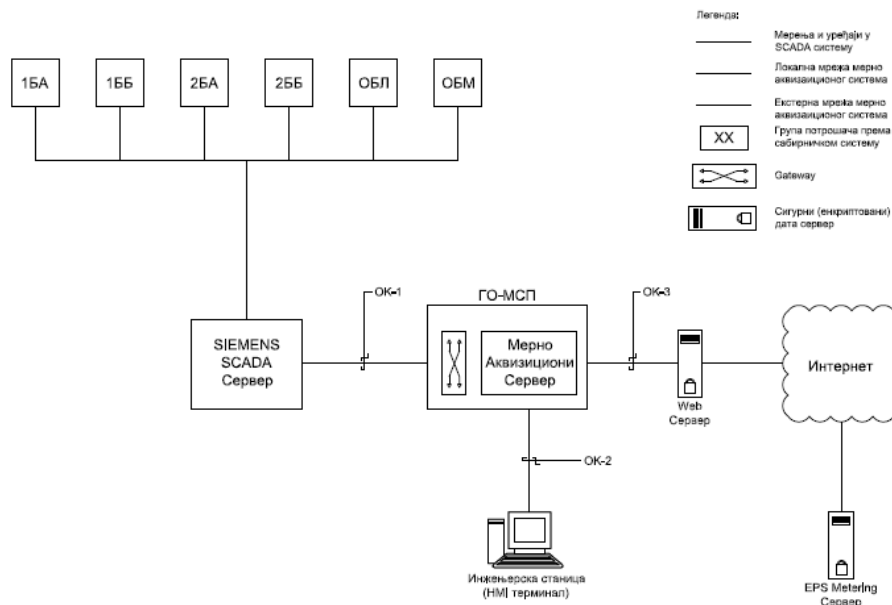 Легенда:
Мерења и уређаји у
SCADA систему
Локална мрежа мерно
аквизаиционог система
Екстерна мрежа мерно
аквизаиционог система
XX
Група потрошача према
сабирничком систему
Gateway
Сигурни (енкриптовани)
дата сервер
1БА
1ББ
2БА
2ББ
ОБЛ
ОБМ
ОК-1
ГО-МСП
ОК-3
SIEMENS
SCADA
Сервер
Мерно
Аквизициони
Сервер
Интернет
Web
Сервер
ОК-2
Инжењерска станица
(HMI терминал)
EPS Metering
Сервер